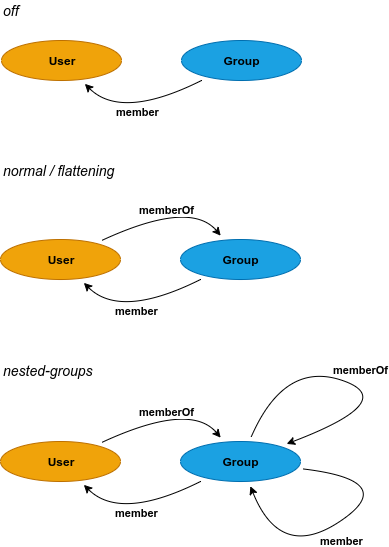 off
User
Group
member
normal / flattening
memberOf
User
Group
member
nested-groups
memberOf
memberOf
User
Group
member
member